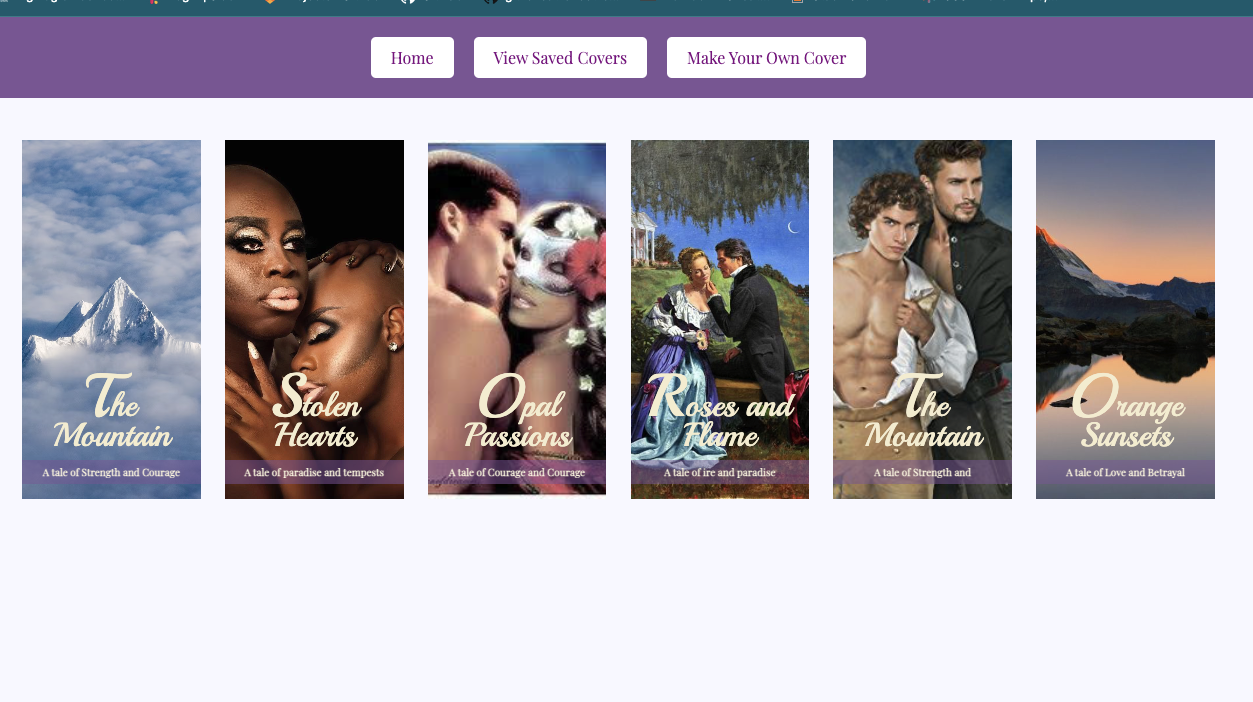 Home
View Saved Covers
Make Your Own Cover
The
Mountain
A tale of Strength and Courage
Stolen
Hearts
A tale of paradise and tempests
Opal
Passions
A tale of Courage and Courage
Roses and
Flame
A tale of ire and paradise
The
Mountain
A tale of Strength and
Orange
Sunsets
A tale of Love and Betrayal